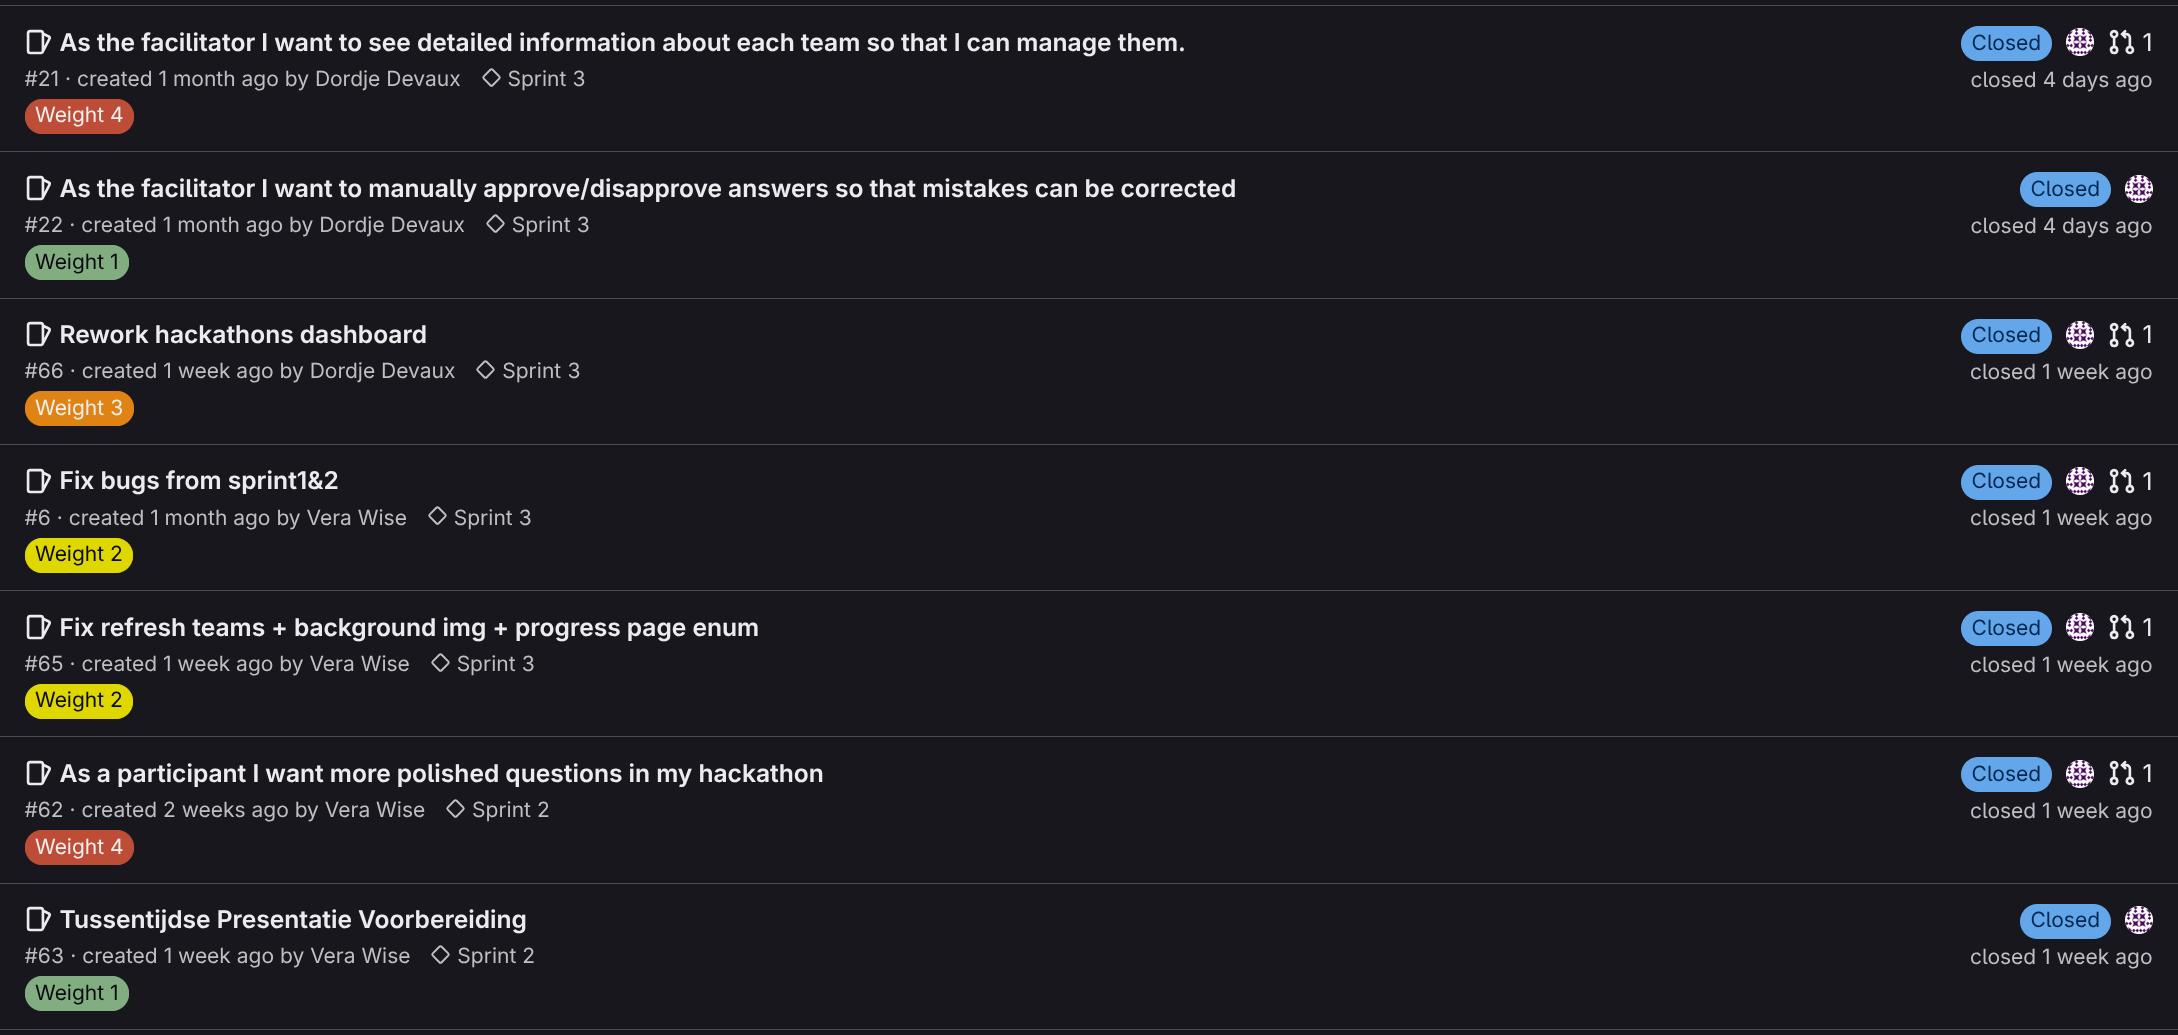 As the facilitator I want to see detailed information about each team so that I can manage them.
Closed 1
#21 · created 1 month ago by Dordje Devaux Sprint 3
closed 4 days ago
Weight 4
As the facilitator I want to manually approve/disapprove answers so that mistakes can be corrected
Closed
#22 · created 1 month ago by Dordje Devaux Sprint 3
closed 4 days ago
Weight 1
Rework hackathons dashboard
Closed 1
#66 · created 1 week ago by Dordje Devaux Sprint 3
closed 1 week ago
Weight 3
Fix bugs from sprint1&2
Closed 1
#6 · created 1 month ago by Vera Wise Sprint 3
closed 1 week ago
Weight 2
Fix refresh teams + background img + progress page enum
Closed 1
#65 · created 1 week ago by Vera Wise Sprint 3
closed 1 week ago
Weight 2
As a participant I want more polished questions in my hackathon
Closed 1
#62 · created 2 weeks ago by Vera Wise Sprint 2
closed 1 week ago
Weight 4
Tussentijdse Presentatie Voorbereiding
Closed
#63 · created 1 week ago by Vera Wise Sprint 2
closed 1 week ago
Weight 1